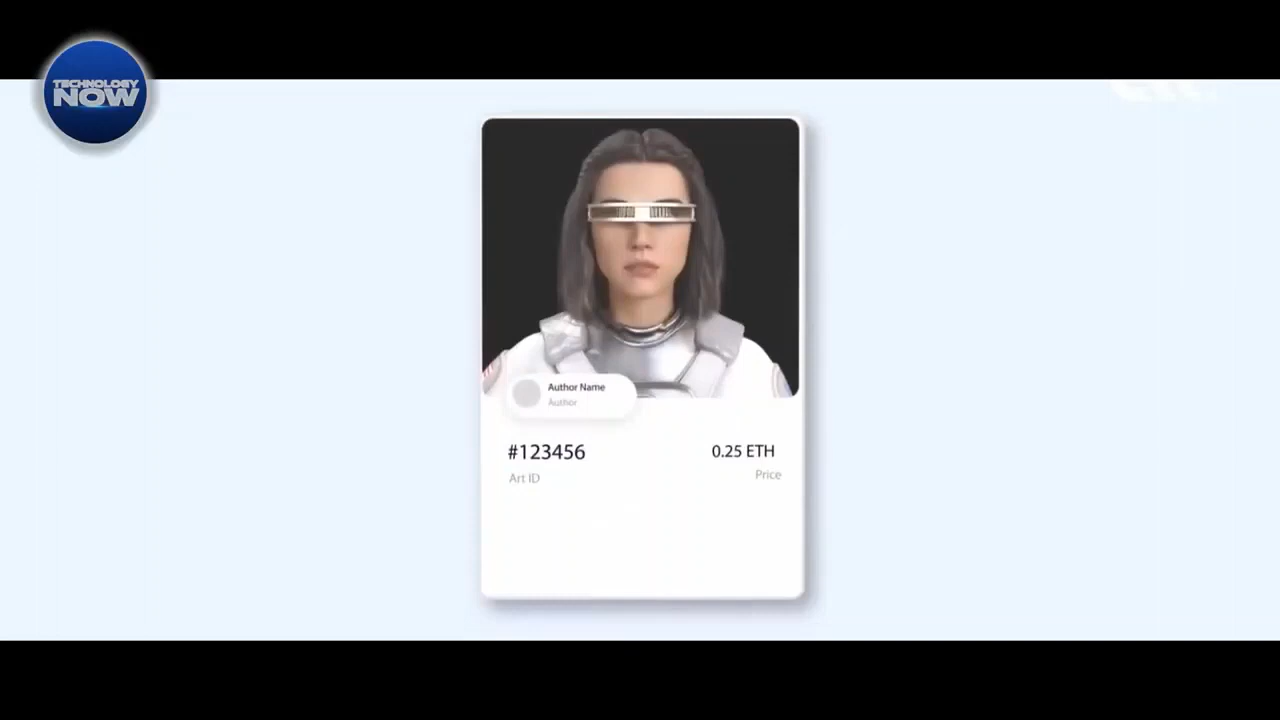 TECHNOLOGY
NOW
Author Name
Author
#123456
0.25 ETH
Art ID
Price